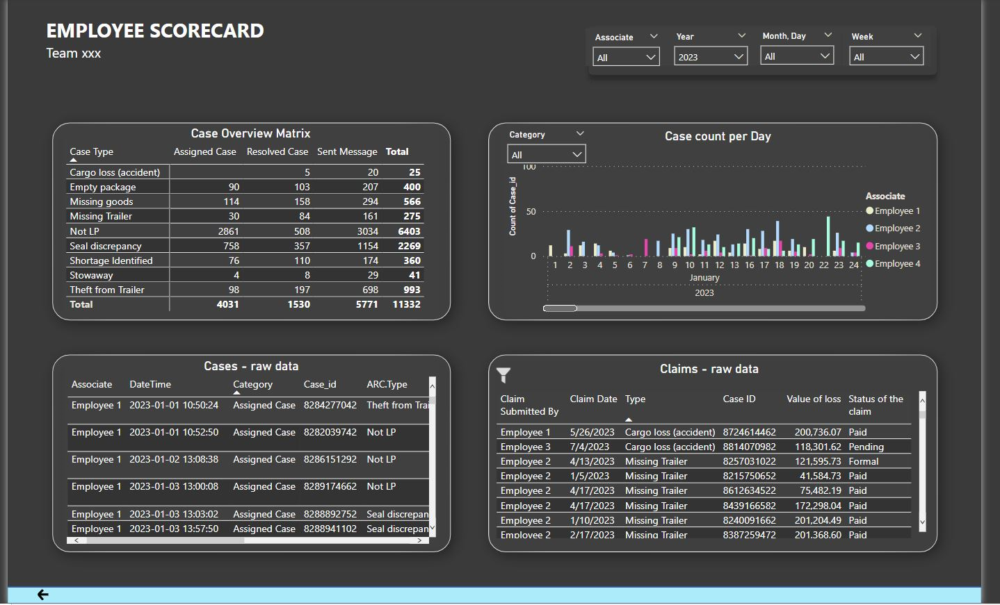 EMPLOYEE SCORECARD
Team xxx
Associate Year Month, Day Week
All 2023 All All
Case Overview Matrix
Case Type Assigned Case Resolved Case Sent Message Total
Cargo loss (accident) 5 20 25
Empty package 90 103 207 400
Missing goods 114 158 294 566
Missing Trailer 30 84 161 275
Not LP 2861 508 3034 6403
Seal discrepancy 758 357 1154 2269
Shortage Identified 76 110 174 360
Stowaway 4 8 29 41
Theft from Trailer 98 197 698 993
Total 4031 1530 5771 11332
Category
All
Case count per Day
Count of Case_id
100
50
0
1 2 3 4 5 6 7 8 9 10 11 12 13 16 17 18 19 20 22 23 24
January
2023
Associate
Employee 1
Employee 2
Employee 3
Employee 4
Cases - raw data
Associate DateTime Category Case_id ARC.Type
Employee 1 2023-01-01 10:50:24 Assigned Case 8284277042 Theft from Trai
Employee 1 2023-01-01 10:52:50 Assigned Case 8282039742 Not LP
Employee 1 2023-01-02 13:08:38 Assigned Case 8286151292 Not LP
Employee 1 2023-01-03 13:00:08 Assigned Case 8289174662 Not LP
Employee 1 2023-01-03 13:03:02 Assigned Case 8288892752 Seal discrepan
Employee 1 2023-01-03 13:57:50 Assigned Case 8288941102 Seal discrepan
Claims - raw data
Claim Submitted By Claim Date Type Case ID Value of loss Status of the claim
Employee 1 5/26/2023 Cargo loss (accident) 8724614462 200,736.07 Paid
Employee 3 7/4/2023 Cargo loss (accident) 8814070982 118,301.62 Pending
Employee 2 4/13/2023 Missing Trailer 8257031022 121,595.73 Formal
Employee 2 1/5/2023 Missing Trailer 8215750652 41,584.73 Paid
Employee 2 4/17/2023 Missing Trailer 8612634522 75,482.19 Paid
Employee 2 4/17/2023 Missing Trailer 8439166582 172,298.04 Paid
Employee 2 1/10/2023 Missing Trailer 8240091662 201,204.49 Paid
Employee 2 2/17/2023 Missing Trailer 8387259472 201,368.60 Paid